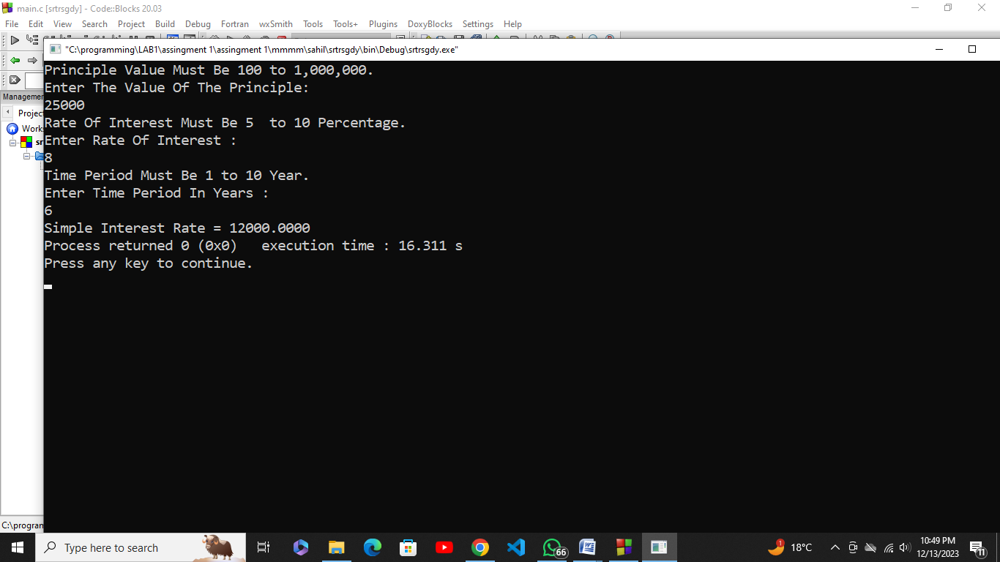 main.c [srtrsgdy] - Code::Blocks 20.03
File Edit View Search Project Build Debug Fortran wxSmith Tools Tools+ Plugins DoxyBlocks Settings Help
"C:\programming\LAB1\assingment 1\assingment 1\mmmm\sahil\srtrsgdy\bin\Debug\srtrsgdy.exe"
Principle Value Must Be 100 to 1,000,000.
Enter The Value Of The Principle:
25000
Rate Of Interest Must Be 5  to 10 Percentage.
Enter Rate Of Interest :
8
Time Period Must Be 1 to 10 Year.
Enter Time Period In Years :
6
Simple Interest Rate = 12000.0000
Process returned 0 (0x0)   execution time : 16.311 s
Press any key to continue.
Managemen
Projec
Works
sr
C:\program
Type here to search
66
1
18°C
10:49 PM
12/13/2023
11